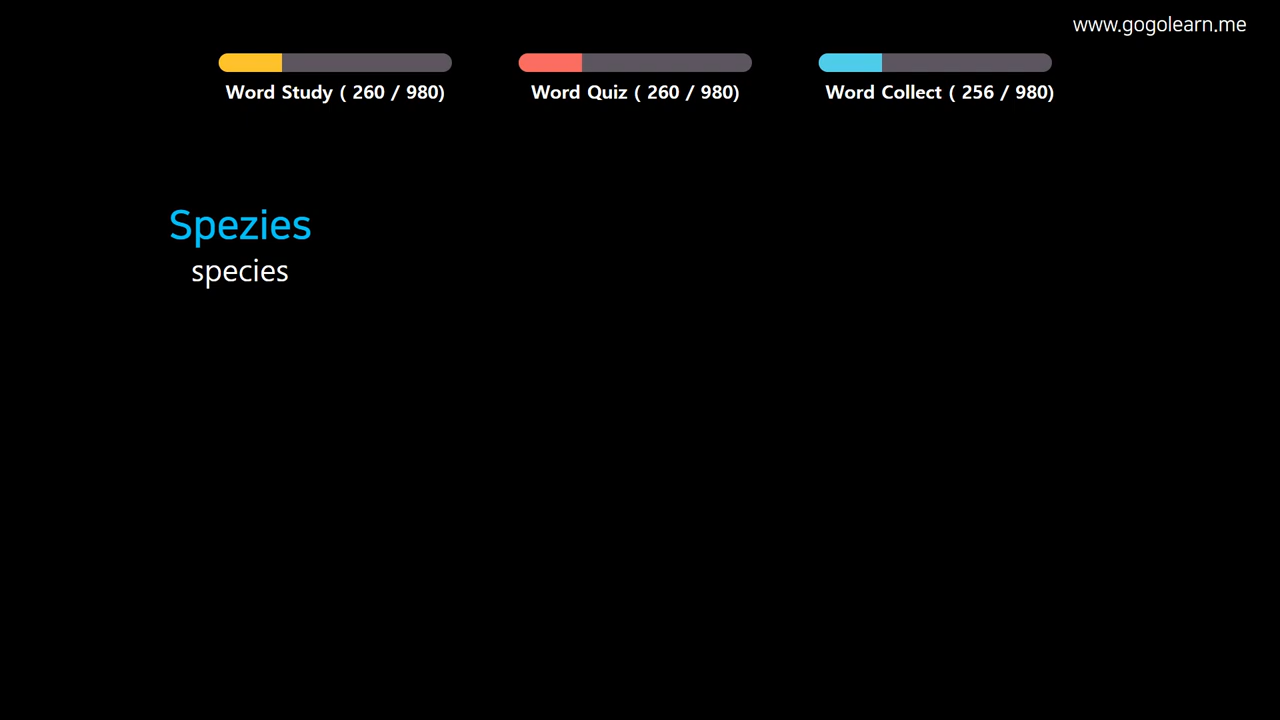 www.gogolearn.me
Word Study ( 260 / 980)
Word Quiz ( 260 / 980)
Word Collect ( 256 / 980)
Spezies
species